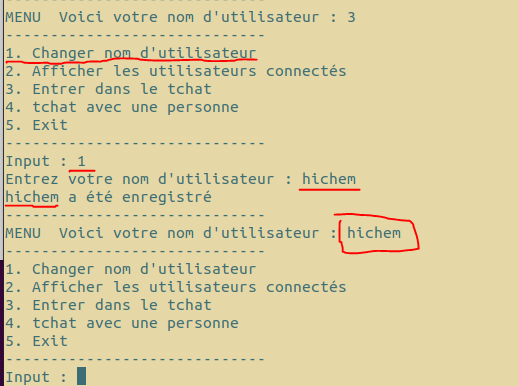 -----------------------------
MENU  Voici votre nom d'utilisateur : 3
-----------------------------
1. Changer nom d'utilisateur
2. Afficher les utilisateurs connectés
3. Entrer dans le tchat
4. tchat avec une personne
5. Exit
-----------------------------
Input : 1
Entrez votre nom d'utilisateur : hichem
hichem a été enregistré
-----------------------------
MENU  Voici votre nom d'utilisateur : hichem
-----------------------------
1. Changer nom d'utilisateur
2. Afficher les utilisateurs connectés
3. Entrer dans le tchat
4. tchat avec une personne
5. Exit
-----------------------------
Input :